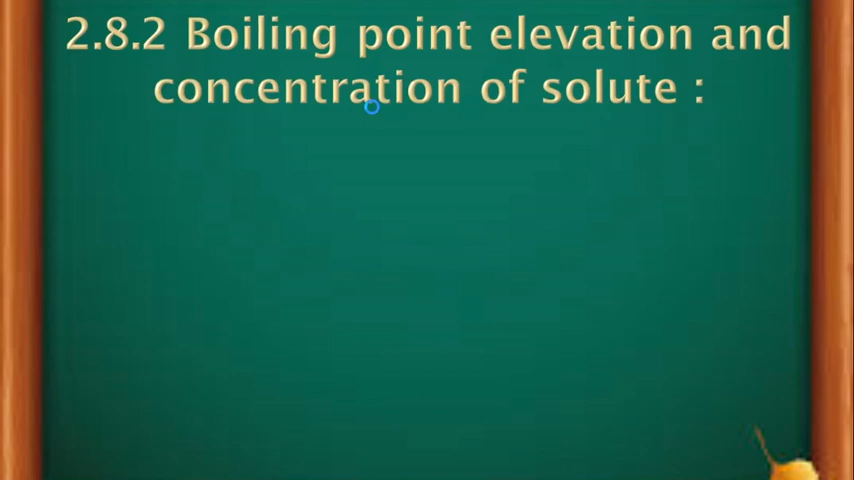 2.8.2 Boiling point elevation and
concentration of solute :